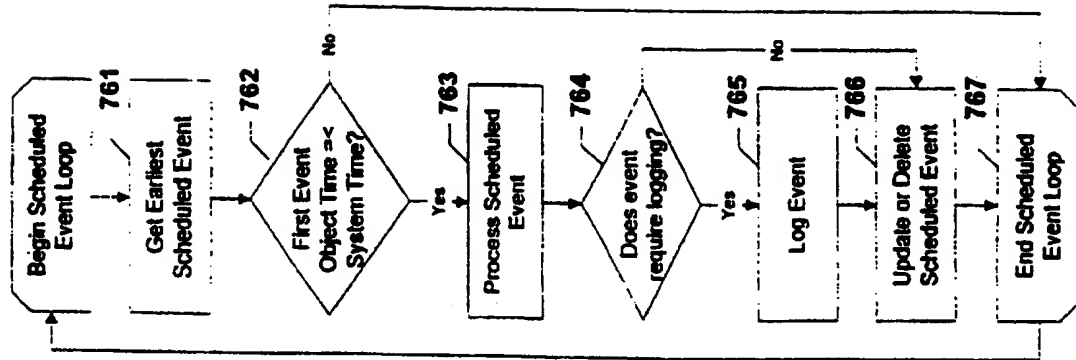 Begin Scheduled
Event Loop
761
Get Earliest
Scheduled Event
762
First Event
Object Time =<
System Time?
No
Yes
763
Process Scheduled
Event
764
Does event
require logging?
No
Yes
765
Log Event
766
Update or Delete
Scheduled Event
767
End Scheduled
Event Loop